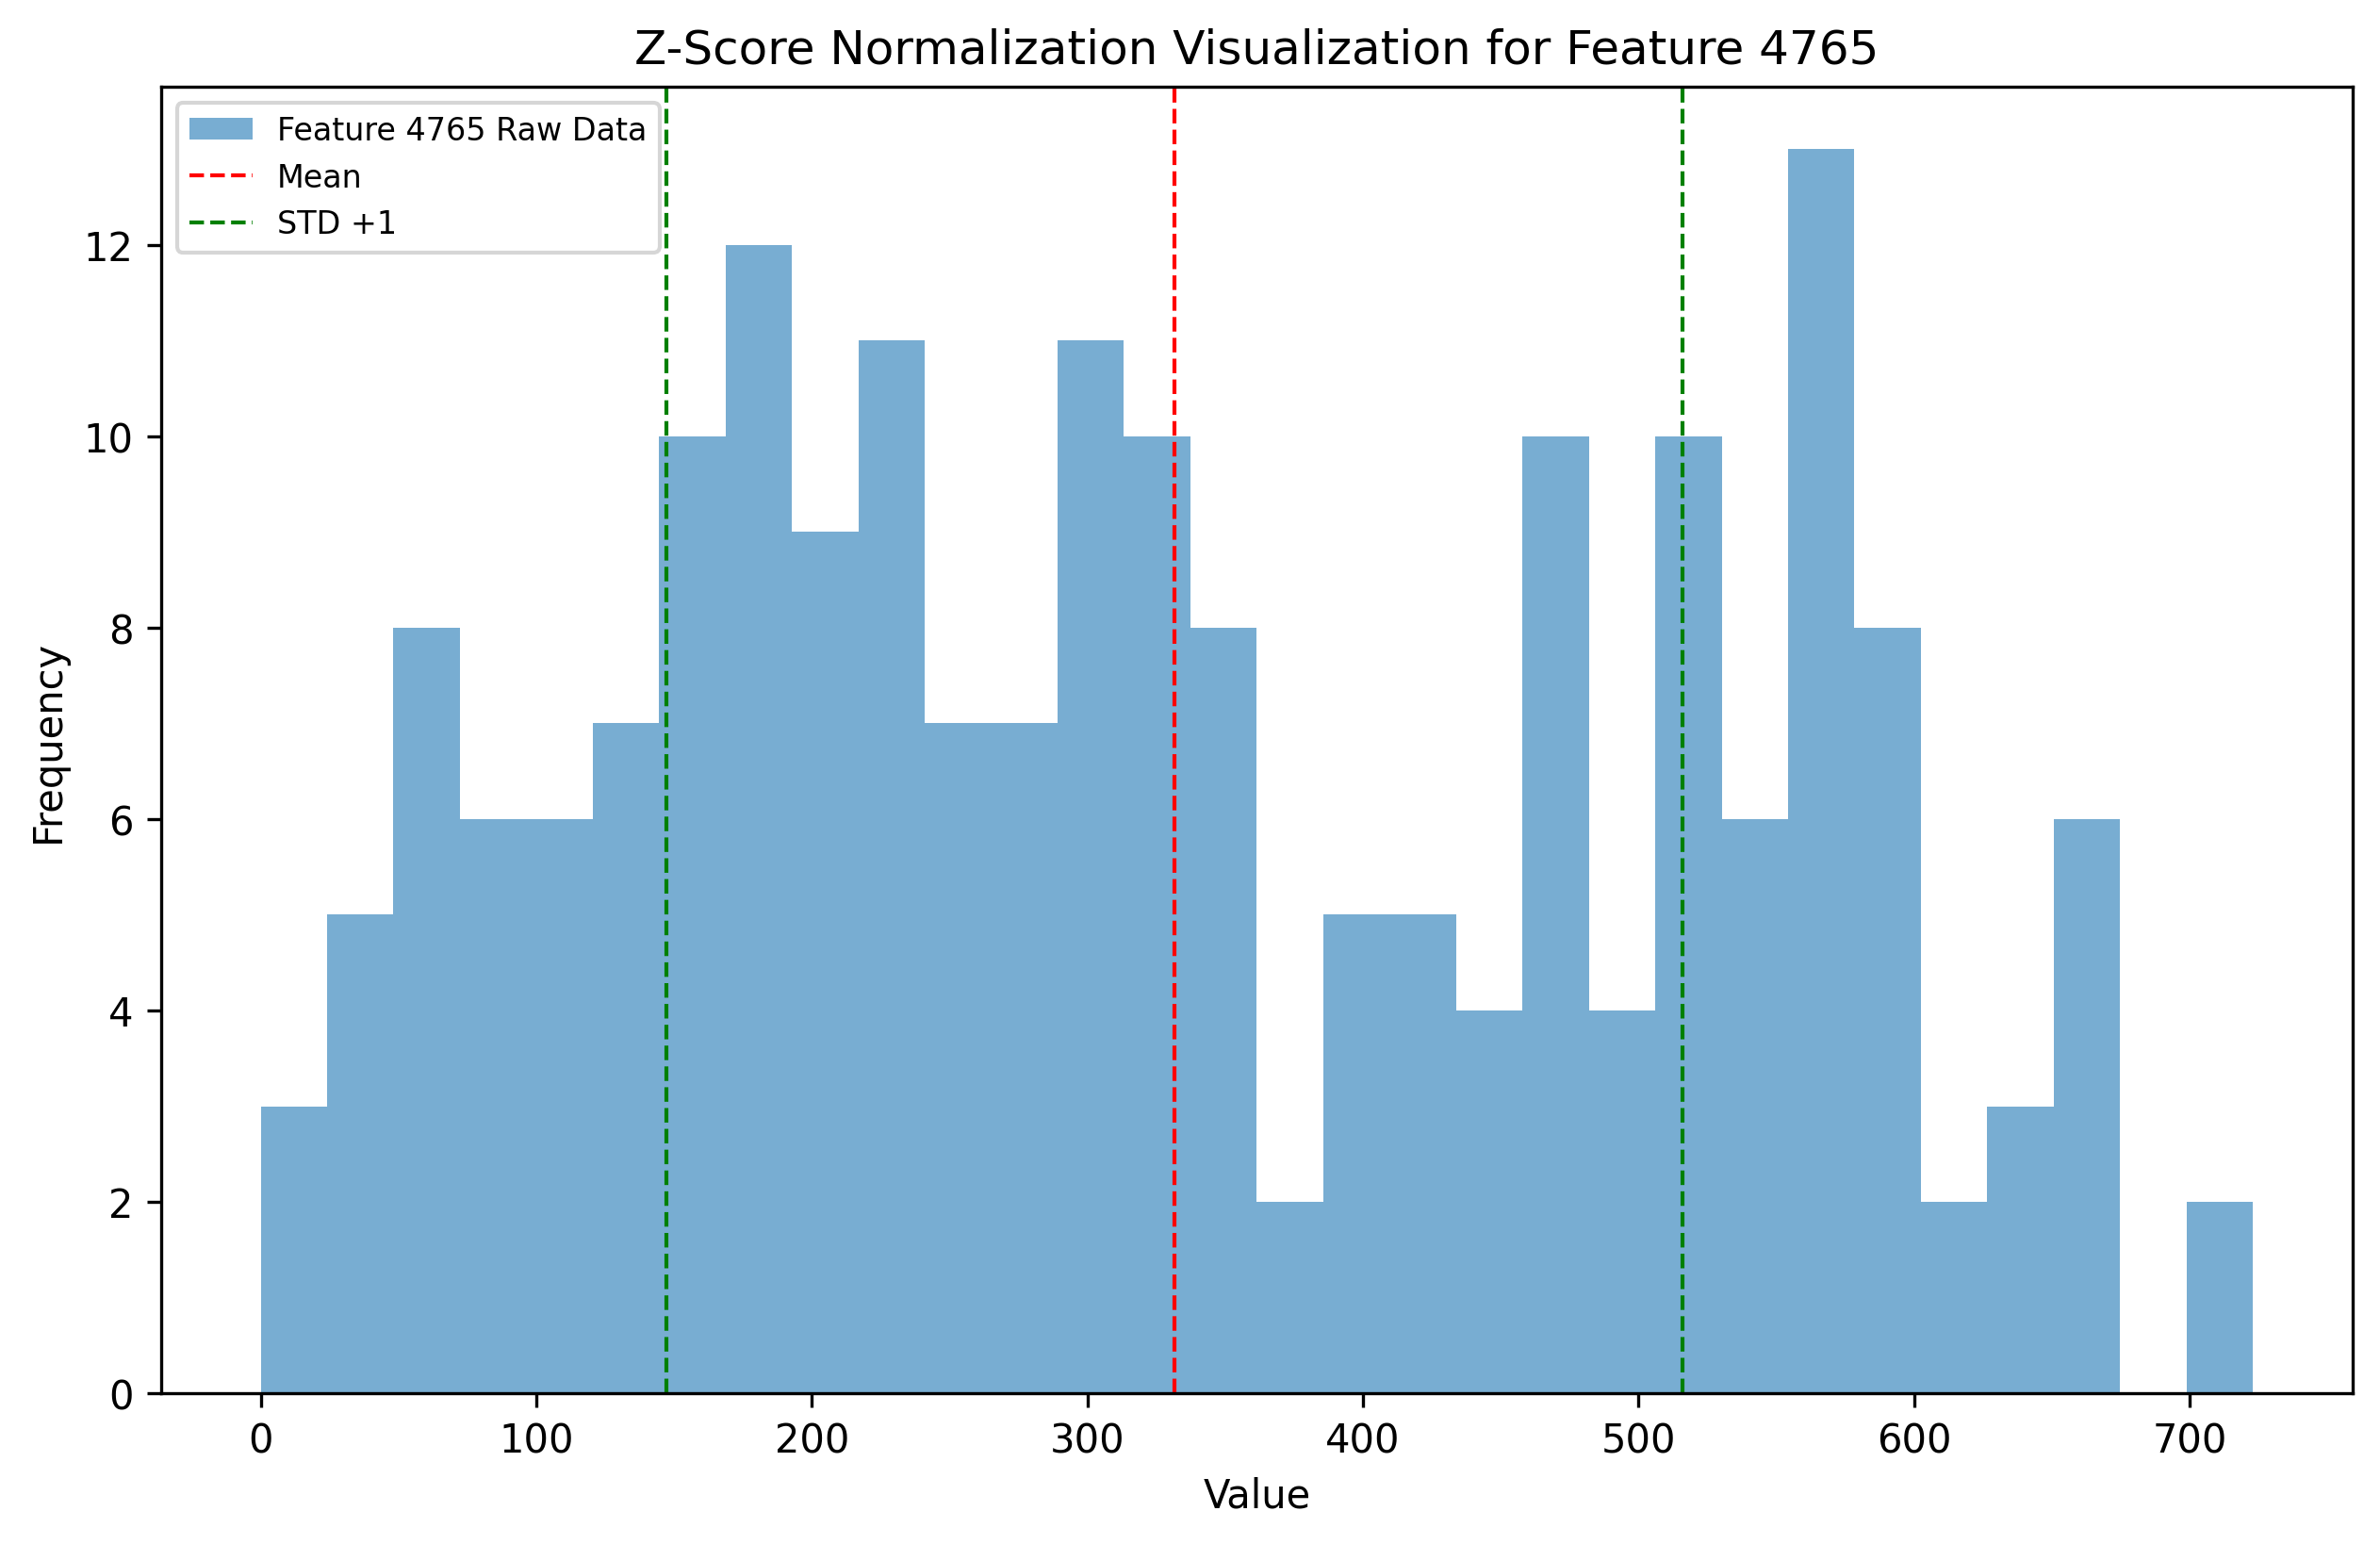 Z-Score Normalization Visualization for Feature 4765
Feature 4765 Raw Data
Mean
STD +1
12
10
8
6
4
2
0
Frequency
0 100 200 300 400 500 600 700
Value